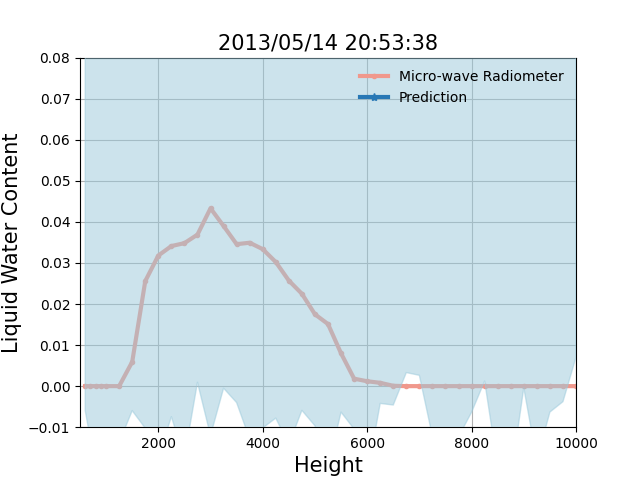 2013/05/14 20:53:38
Micro-wave Radiometer
Prediction
Liquid Water Content
0.08
0.07
0.06
0.05
0.04
0.03
0.02
0.01
0.00
−0.01
2000 4000 6000 8000 10000
Height